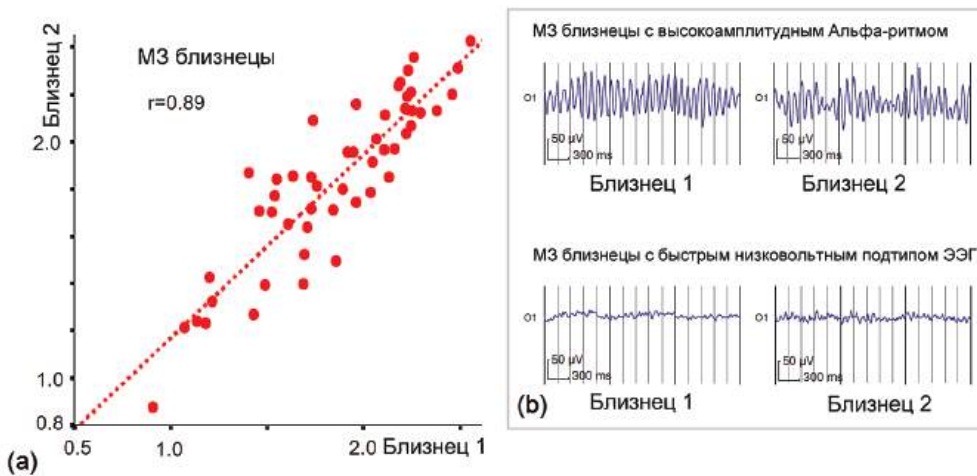 Близнец 2
МЗ близнецы
r=0.89
2.0
1.0
0.8
0.5
1.0
2.0
Близнец 1
(a)
МЗ близнецы с высокоамплитудным Альфа-ритмом
O1
50 µV
300 ms
Близнец 1
O1
50 µV
300 ms
Близнец 2
МЗ близнецы с быстрым низковольтным подтипом ЭЭГ
O1
50 µV
300 ms
Близнец 1
O1
50 µV
300 ms
Близнец 2
(b)